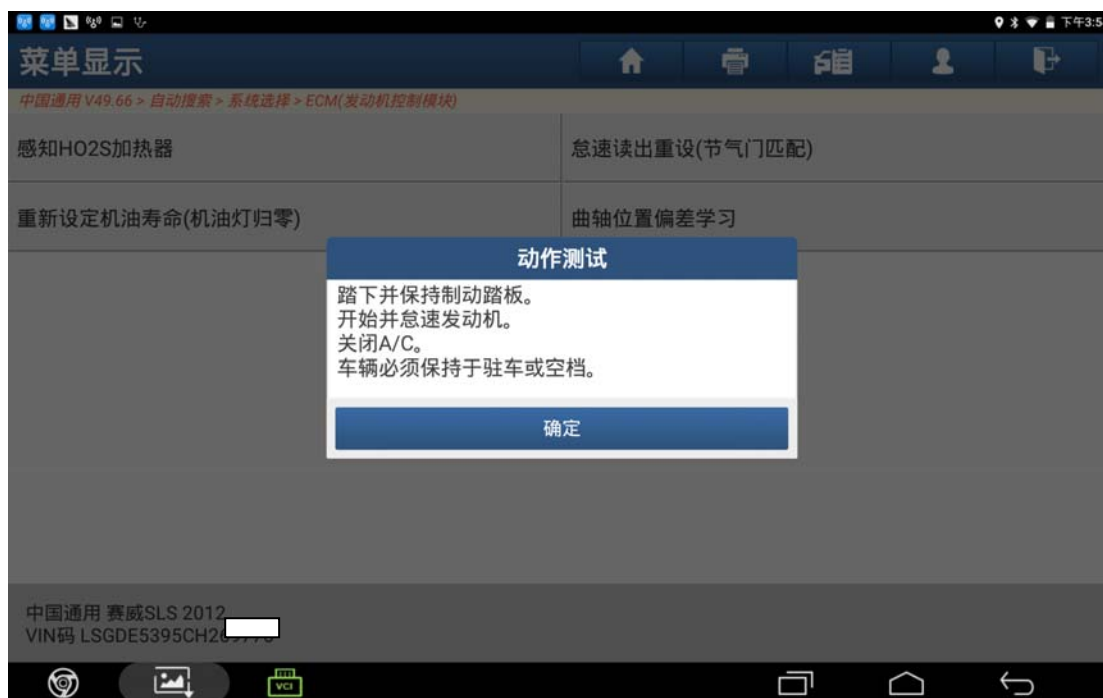 下午3:5
菜单显示
中国通用 V49.66 > 自动搜索 > 系统选择 > ECM(发动机控制模块)
感知HO2S加热器
怠速读出重设(节气门匹配)
重新设定机油寿命(机油灯归零)
曲轴位置偏差学习
动作测试
踏下并保持制动踏板。
开始并怠速发动机。
关闭A/C。
车辆必须保持于驻车或空档。
确定
中国通用 赛威SLS 2012
VIN码 LSGDE5395CH2
VCI